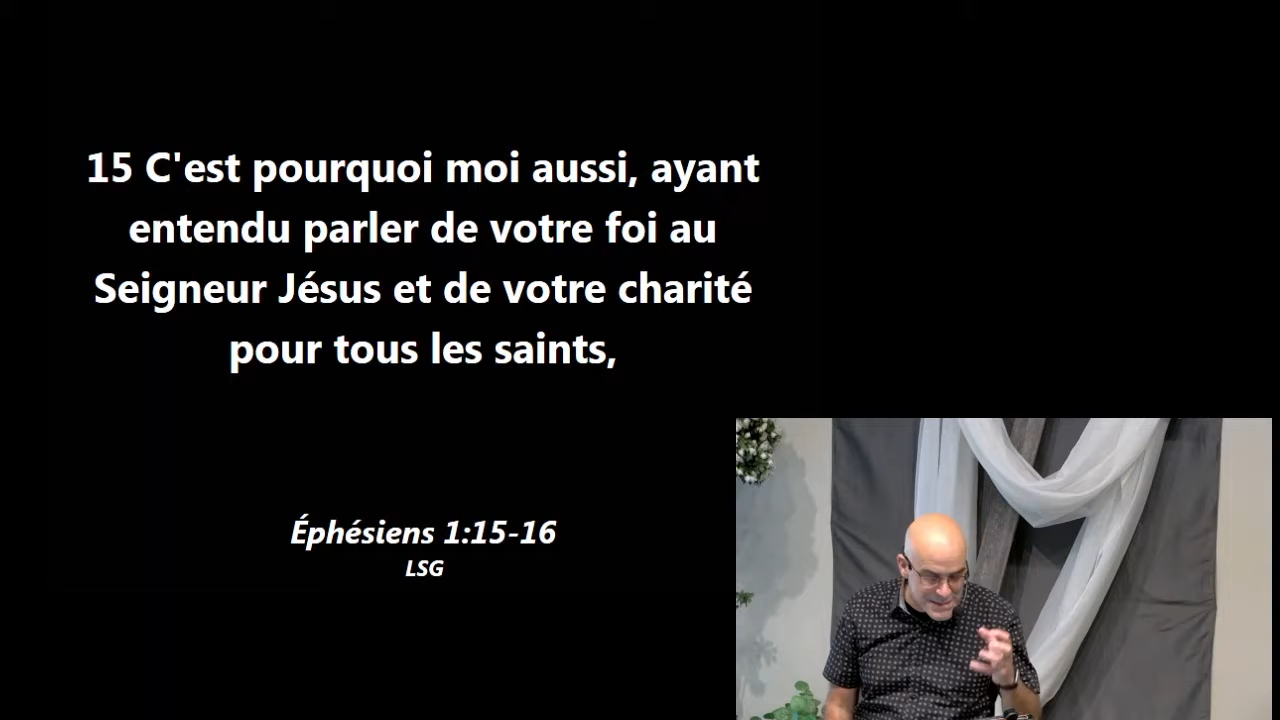 15 C'est pourquoi moi aussi, ayant
entendu parler de votre foi au
Seigneur Jésus et de votre charité
pour tous les saints,
Éphésiens 1:15-16
LSG